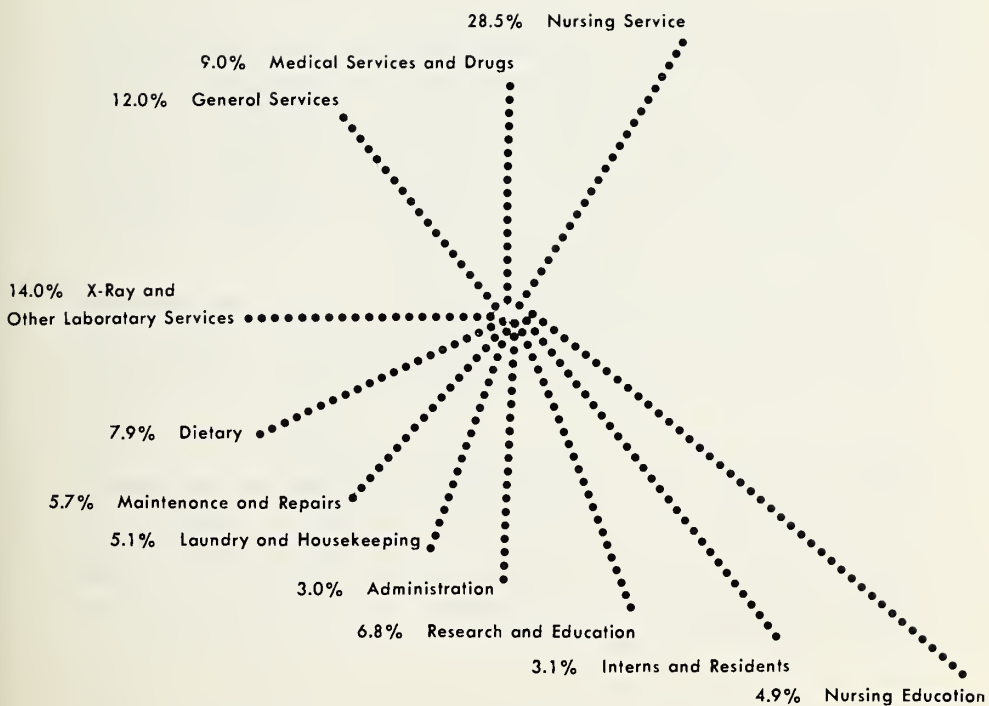 28.5% Nursing Service
9.0% Medical Services and Drugs
12.0% Generol Services
14.0% X-Ray and
Other Laboratary Services
7.9% Dietary
5.7% Maintenonce ond Repairs
5.1% Laundry ond Housekeeping
3.0% Administration
6.8% Research and Education
3.1% Interns and Residents
4.9% Nursing Educotion